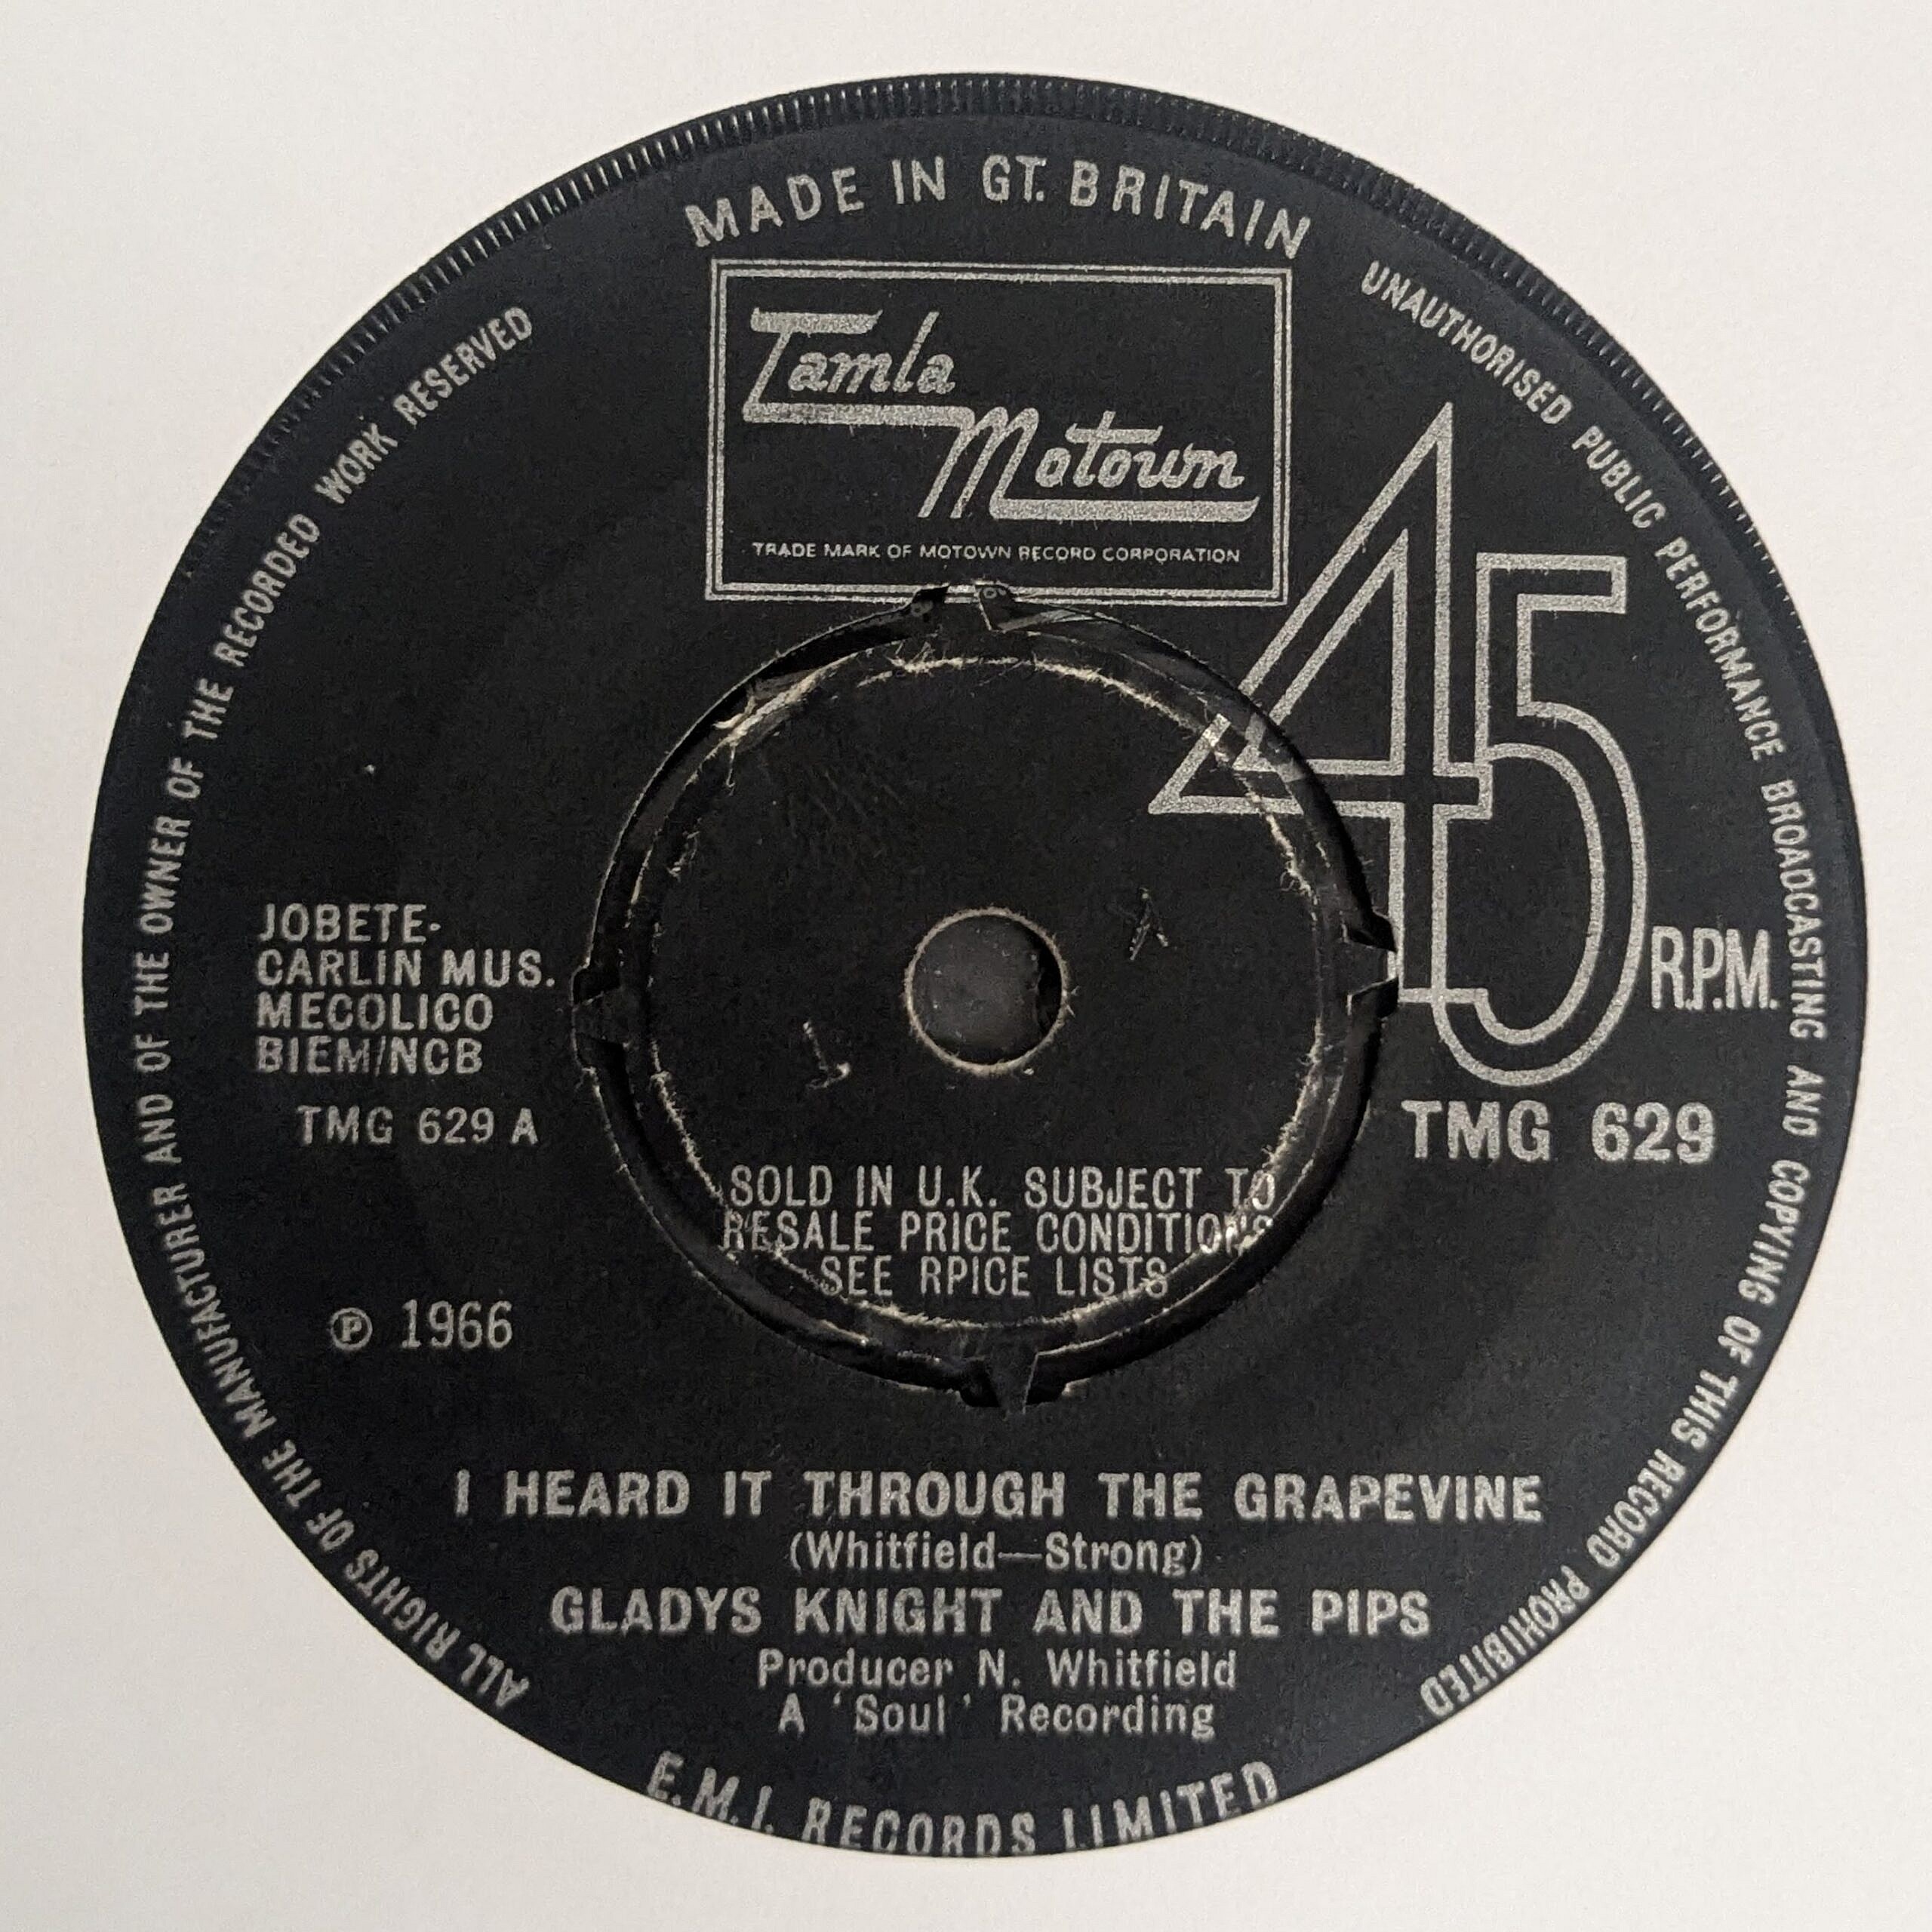 MADE IN GT. BRITAIN
Tamla
Motown
TRADE MARK OF MOTOWN RECORD CORPORATION
45
R.P.M.
TMG 629
JOBETE-
CARLIN MUS.
MECOLICO
BIEM/NCB
TMG 629 A
SOLD IN U.K. SUBJECT TO
RESALE PRICE CONDITIONS
SEE RPICE LISTS
℗ 1966
I HEARD IT THROUGH THE GRAPEVINE
(Whitfield—Strong)
GLADYS KNIGHT AND THE PIPS
Producer N. Whitfield
A 'Soul' Recording
E.M.I. RECORDS LIMITED
ALL RIGHTS OF THE MANUFACTURER AND OF THE OWNER OF THE RECORDED WORK RESERVED
UNAUTHORISED PUBLIC PERFORMANCE BROADCASTING AND COPYING OF THIS RECORD PROHIBITED